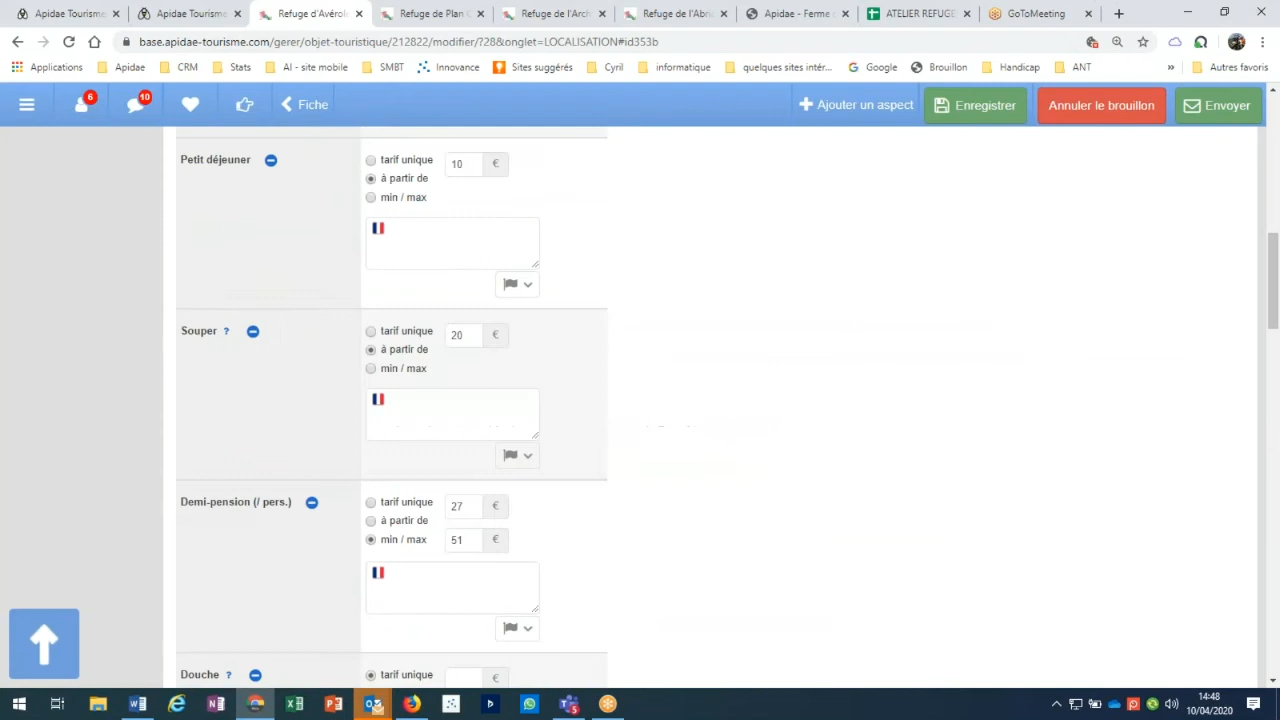 Apidae Tourisme
Apidae Tourisme
Refuge d'Avérol
Refuge de Plan C
Refuge de l'Arch
Refuge de l'Abri
Apidae - Ferme
ATELIER REFUGE
GoToMeeting
base.apidae-tourisme.com/gerer/objet-touristique/212822/modifier/?28&onglet=LOCALISATION#id353b
Applications
Apidae
CRM
Stats
AI - site mobile
SMBT
Innovance
Sites suggérés
Cyril
informatique
quelques sites intér...
Google
Brouillon
Handicap
ANT
»
Autres favoris
6
10
Fiche
Ajouter un aspect
Enregistrer
Annuler le brouillon
Envoyer
Petit déjeuner
tarif unique
10 €
à partir de
min / max
Souper ?
tarif unique
20 €
à partir de
min / max
Demi-pension (/ pers.)
tarif unique
27 €
à partir de
min / max
51 €
Douche ?
tarif unique
€
14:48
10/04/2020